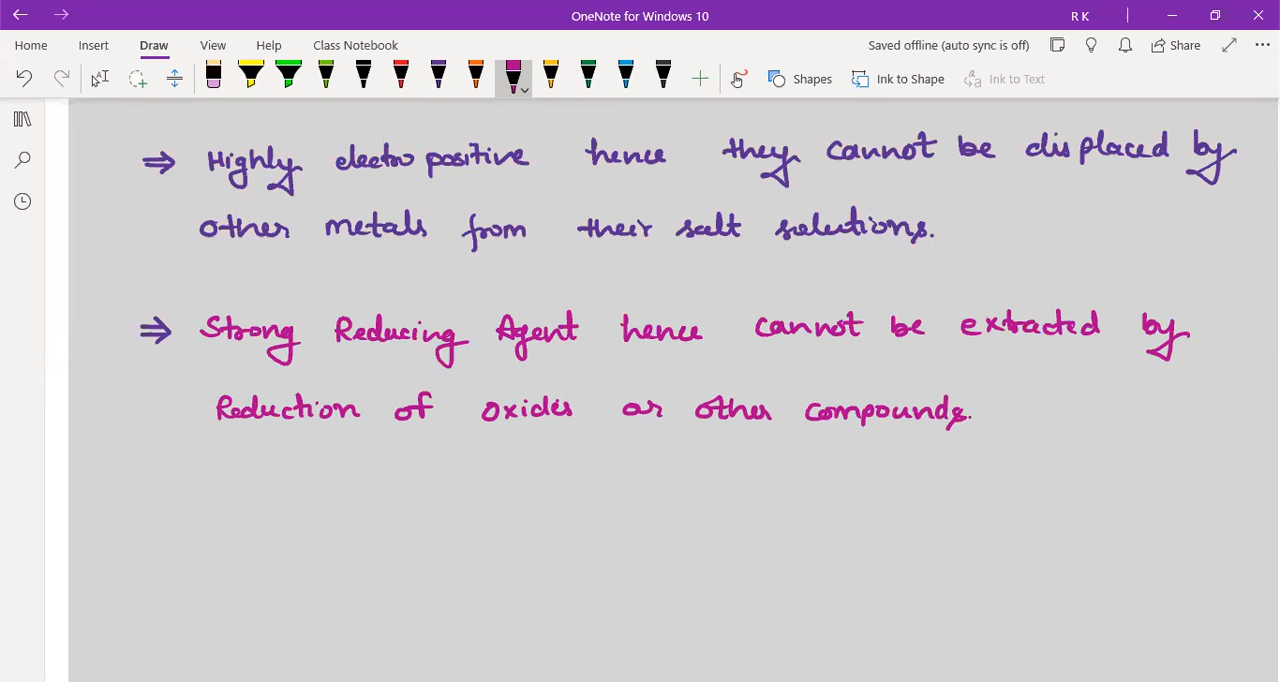 OneNote for Windows 10
R K
Home Insert Draw View Help Class Notebook
Saved offline (auto sync is off) Share
Shapes Ink to Shape Ink to Text
⇒ Highly electro positive hence they cannot be displaced by
other metals from their salt solutions.
⇒ Strong Reducing Agent hence cannot be extracted by
Reduction of oxides or other compounds.